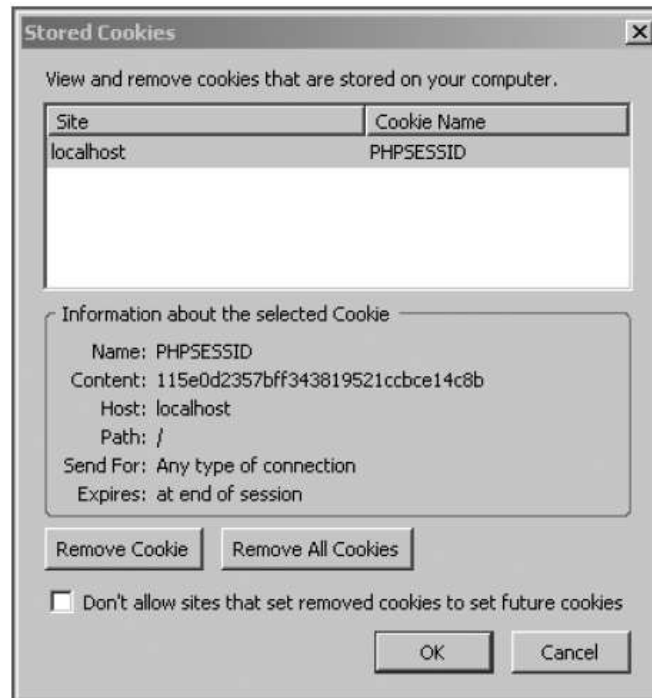 Stored Cookies
View and remove cookies that are stored on your computer.
Site Cookie Name
localhost PHPSESSID
Information about the selected Cookie
Name: PHPSESSID
Content: 115e0d2357bff343819521ccbce14c8b
Host: localhost
Path: /
Send For: Any type of connection
Expires: at end of session
Remove Cookie Remove All Cookies
Don't allow sites that set removed cookies to set future cookies
OK Cancel